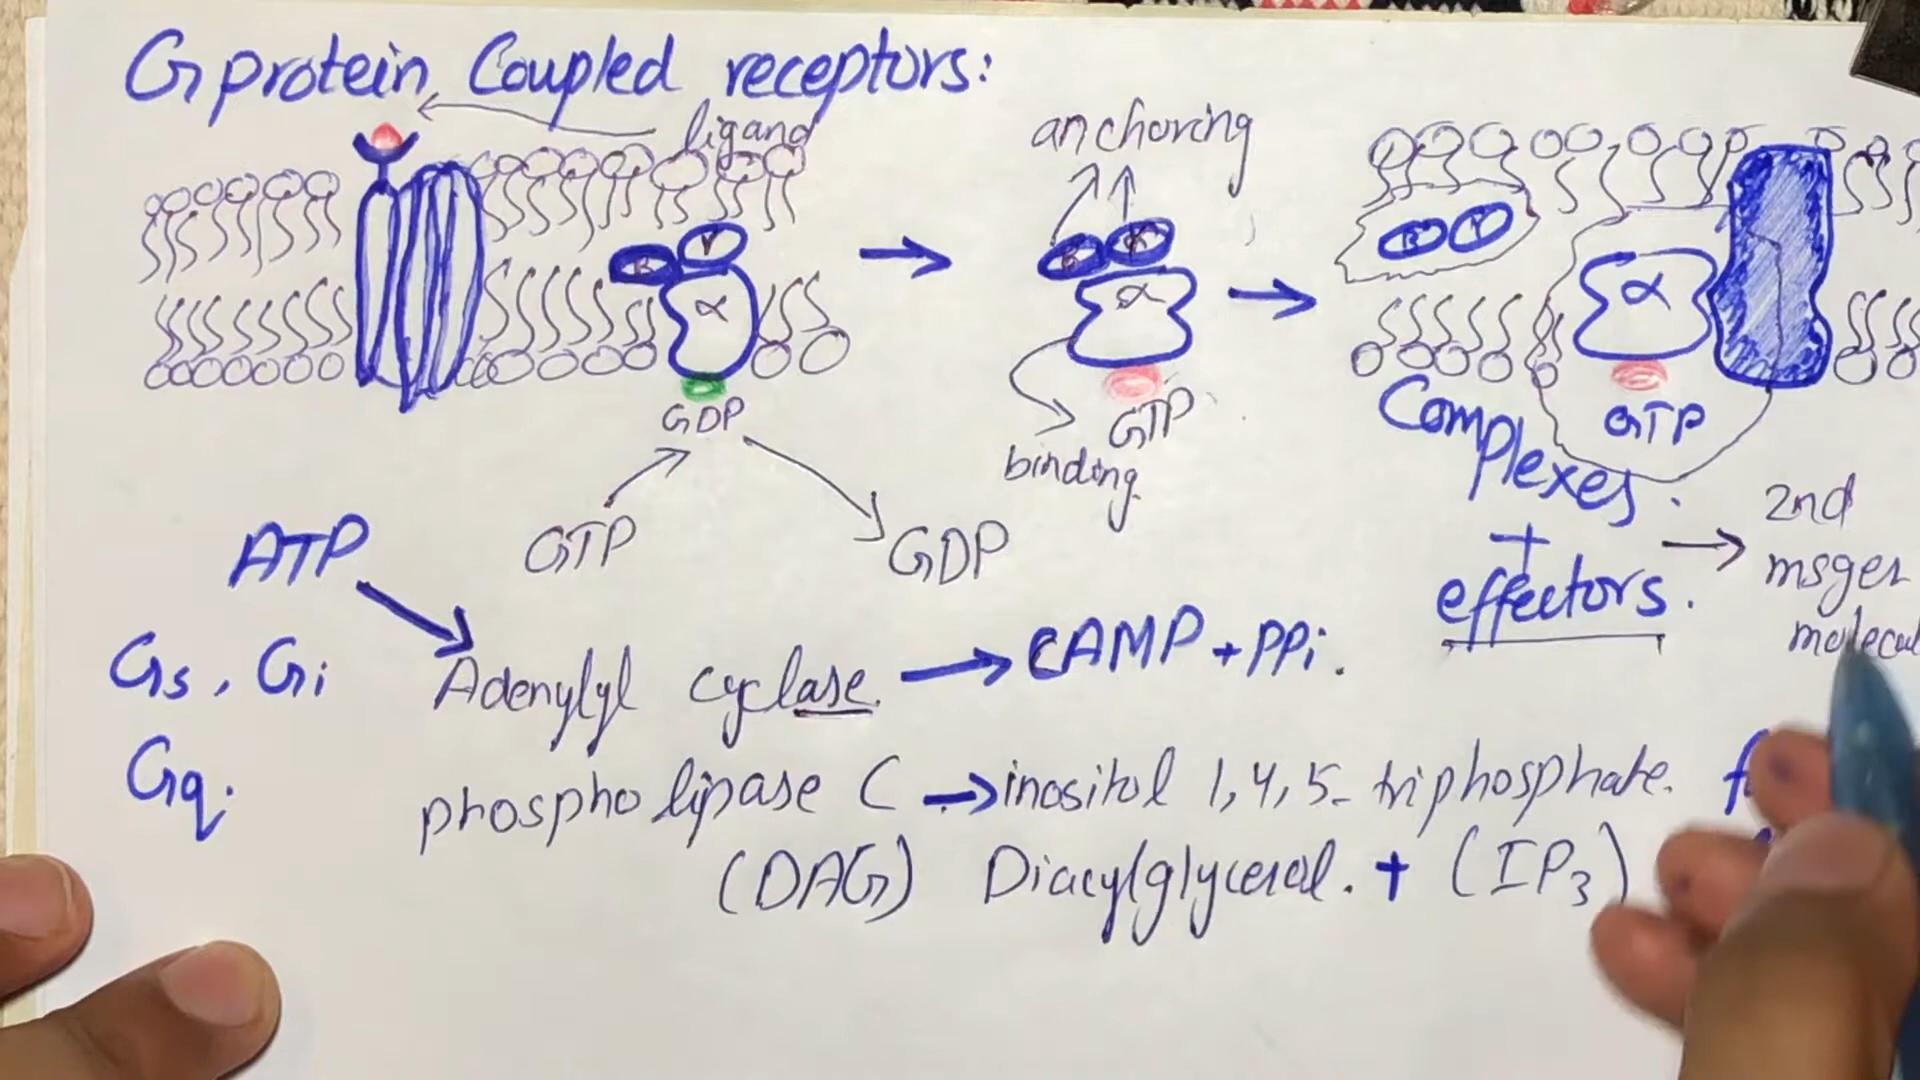 G protein Coupled receptors:
ligand
anchoring
B γ
α
GDP
GTP
GDP
α
GTP
binding
B γ
α
GTP
Complexes.
+
effectors. → 2nd
msger
molecul
ATP
Gs, Gi Adenylyl cyclase. → CAMP + PPi.
Gq. phospholipase C → inositol 1,4,5- triphosphate.
(DAG) Diacylglycerol. + (IP3)